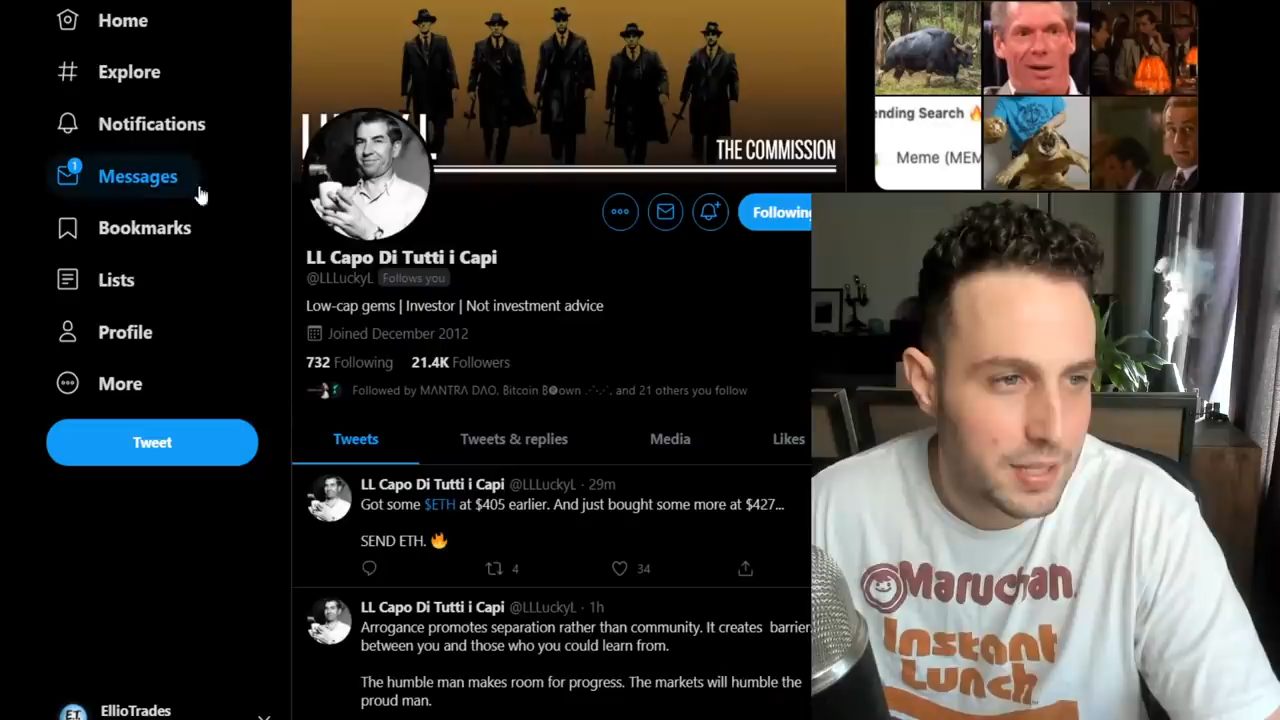 Home
Explore
Notifications
1
Messages
Bookmarks
Lists
Profile
More
Tweet
EllioTrades
E.T.
THE COMMISSION
Following
LL Capo Di Tutti i Capi
@LLLuckyL Follows you
Low-cap gems | Investor | Not investment advice
Joined December 2012
732 Following 21.4K Followers
Followed by MANTRA DAO, Bitcoin Brown .·.·., and 21 others you follow
Tweets Tweets & replies Media Likes
LL Capo Di Tutti i Capi @LLLuckyL · 29m
Got some $ETH at $405 earlier. And just bought some more at $427...
SEND ETH. 🔥
4 34
LL Capo Di Tutti i Capi @LLLuckyL · 1h
Arrogance promotes separation rather than community. It creates barrier
between you and those who you could learn from.
The humble man makes room for progress. The markets will humble the
proud man.
ending Search 🔥
Meme (MEM
Maruchan.
Instant
Lunch